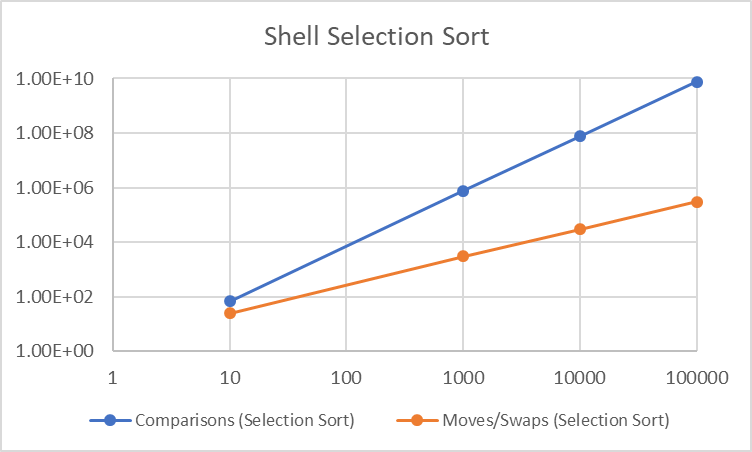 Shell Selection Sort
1.00E+10
1.00E+08
1.00E+06
1.00E+04
1.00E+02
1.00E+00
1 10 100 1000 10000 100000
Comparisons (Selection Sort) Moves/Swaps (Selection Sort)